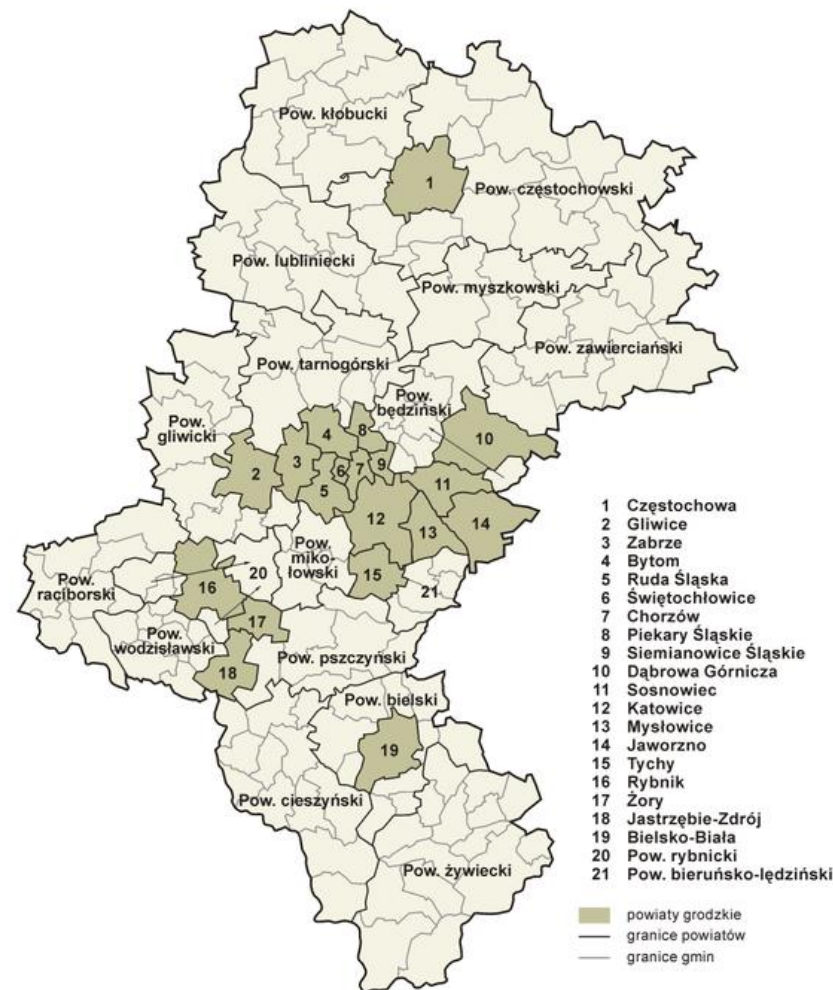 Pow. kłobucki
1
Pow. częstochowski
Pow. lubliniecki
Pow. myszkowski
Pow. zawierciański
Pow. tarnogórski
Pow.
będziński
Pow.
gliwicki
4
8
10
2
3
6
7
9
5
11
12
13
14
Pow.
miko-
łowski
Pow.
raciborski
16
20
15
21
17
Pow.
wodzisławski
18
Pow. pszczyński
Pow. bielski
19
Pow. cieszyński
Pow. żywiecki
1 Częstochowa
2 Gliwice
3 Zabrze
4 Bytom
5 Ruda Śląska
6 Świętochłowice
7 Chorzów
8 Piekary Śląskie
9 Siemianowice Śląskie
10 Dąbrowa Górnicza
11 Sosnowiec
12 Katowice
13 Mysłowice
14 Jaworzno
15 Tychy
16 Rybnik
17 Żory
18 Jastrzębie-Zdrój
19 Bielsko-Biała
20 Pow. rybnicki
21 Pow. bieruńsko-lędziński
powiaty grodzkie
granice powiatów
granice gmin